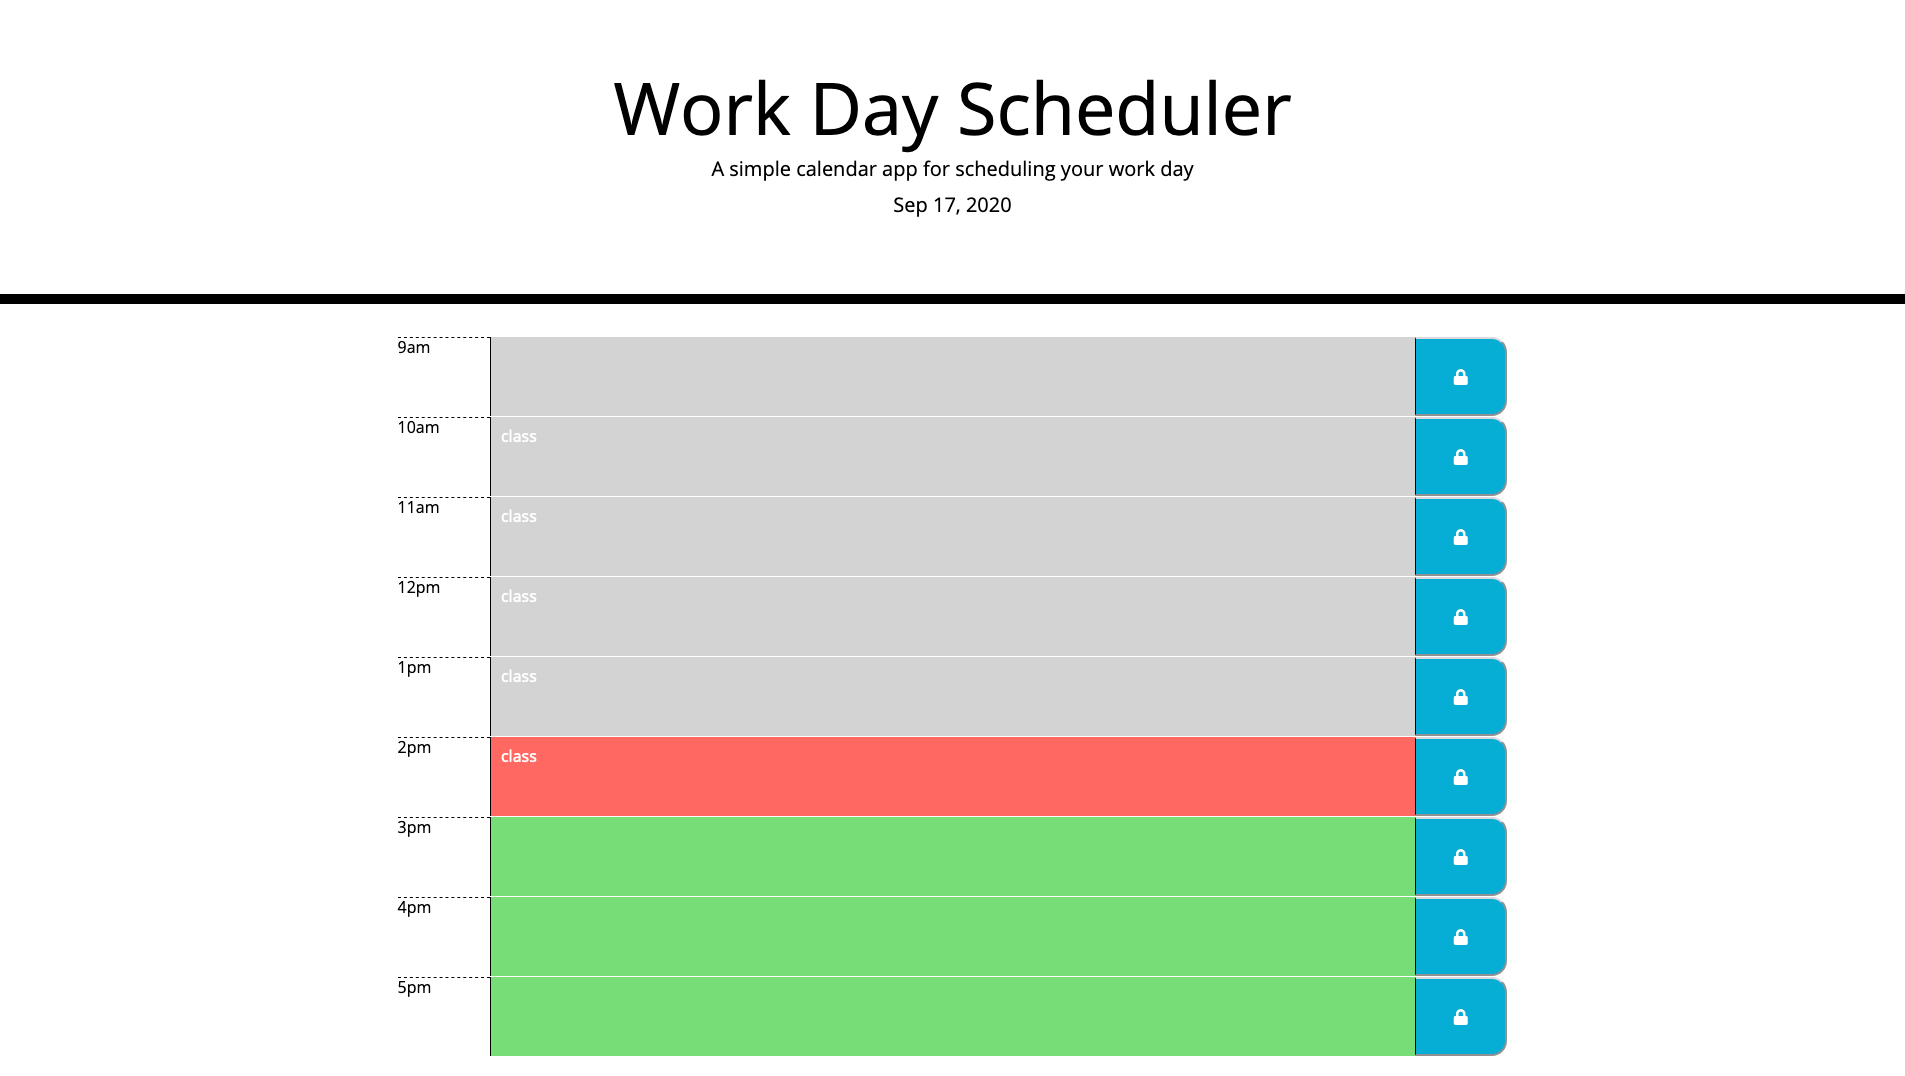 Work Day Scheduler
A simple calendar app for scheduling your work day
Sep 17, 2020
9am
10am class
11am class
12pm class
1pm class
2pm class
3pm
4pm
5pm